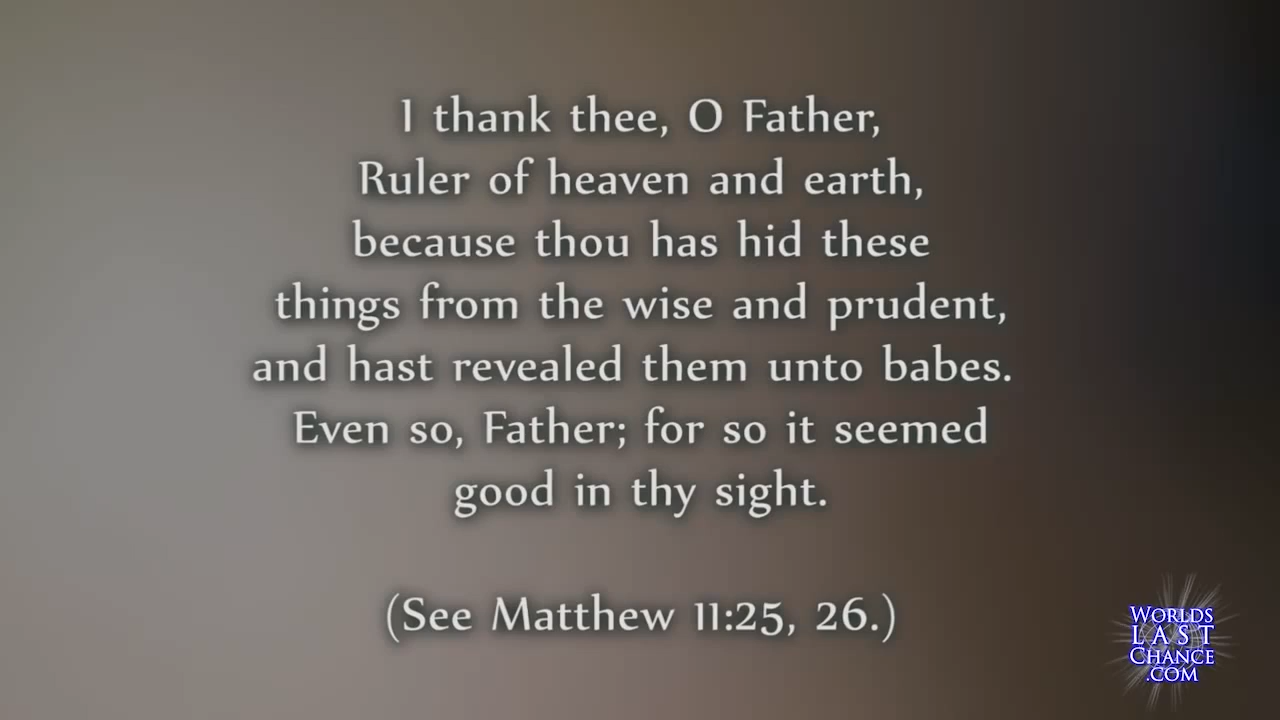 I thank thee, O Father,
Ruler of heaven and earth,
because thou has hid these
things from the wise and prudent,
and hast revealed them unto babes.
Even so, Father; for so it seemed
good in thy sight.
(See Matthew 11:25, 26.)
WORLDS
LAST
CHANCE
.COM